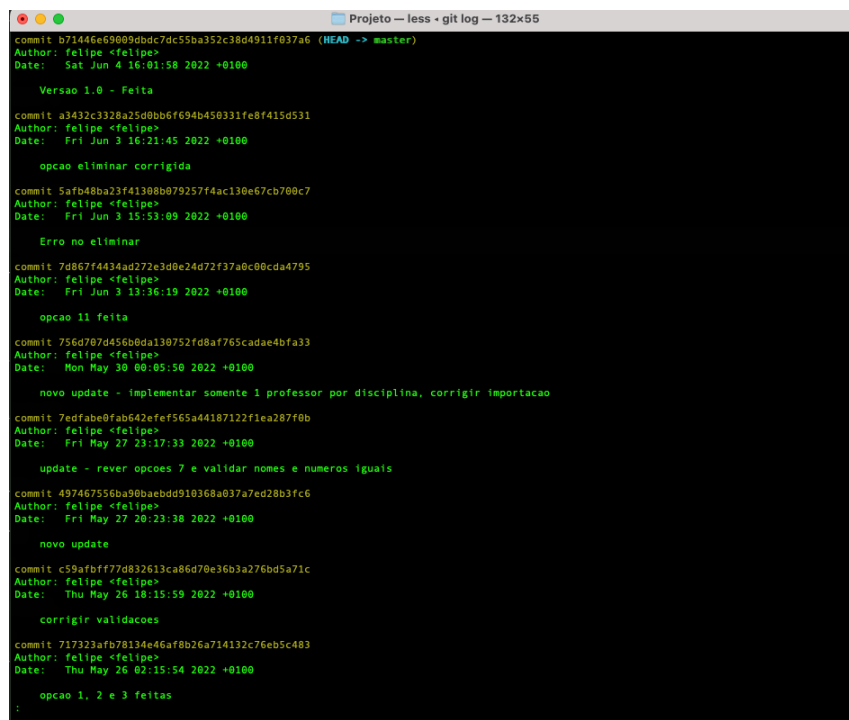 Projeto — less ◂ git log — 132×55
commit b71446e69009dbdc7dc55ba352c38d4911f037a6 (HEAD -> master)
Author: felipe <felipe>
Date:   Sat Jun 4 16:01:58 2022 +0100
Versao 1.0 - Feita
commit a3432c3328a25d0bb6f694b450331fe8f415d531
Author: felipe <felipe>
Date:   Fri Jun 3 16:21:45 2022 +0100
opcao eliminar corrigida
commit 5afb48ba23f41308b079257f4ac130e67cb700c7
Author: felipe <felipe>
Date:   Fri Jun 3 15:53:09 2022 +0100
Erro no eliminar
commit 7d867f4434ad272e3d0e24d72f37a0c00cda4795
Author: felipe <felipe>
Date:   Fri Jun 3 13:36:19 2022 +0100
opcao 11 feita
commit 756d707d456b0da130752fd8af765cadae4bfa33
Author: felipe <felipe>
Date:   Mon May 30 00:05:50 2022 +0100
novo update - implementar somente 1 professor por disciplina, corrigir importacao
commit 7edfabe0fab642efef565a44187122f1ea287f0b
Author: felipe <felipe>
Date:   Fri May 27 23:17:33 2022 +0100
update - rever opcoes 7 e validar nomes e numeros iguais
commit 497467556ba90baebdd910368a037a7ed28b3fc6
Author: felipe <felipe>
Date:   Fri May 27 20:23:38 2022 +0100
novo update
commit c59afbff77d832613ca86d70e36b3a276bd5a71c
Author: felipe <felipe>
Date:   Thu May 26 18:15:59 2022 +0100
corrigir validacoes
commit 717323afb78134e46af8b26a714132c76eb5c483
Author: felipe <felipe>
Date:   Thu May 26 02:15:54 2022 +0100
opcao 1, 2 e 3 feitas
: